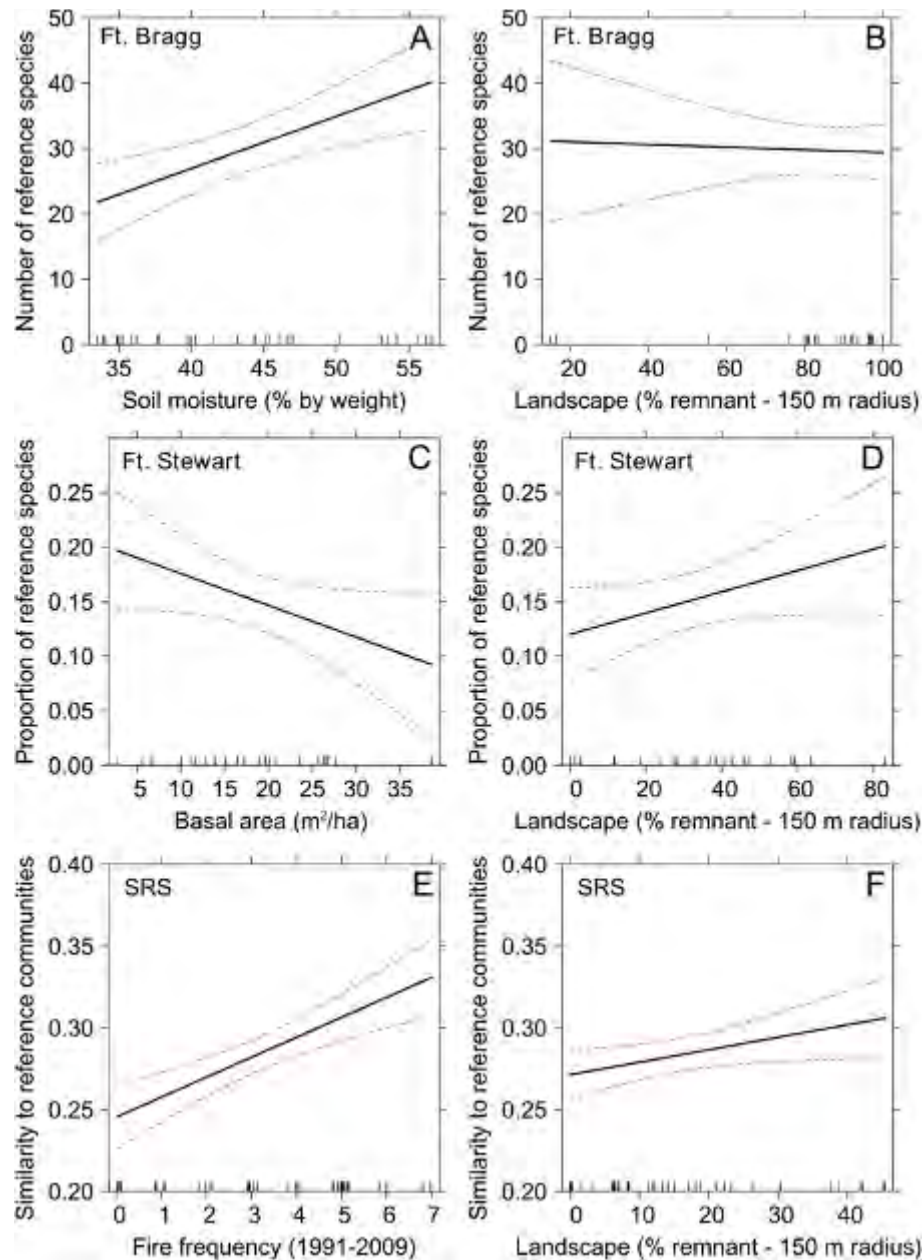 Ft. Bragg
A
Number of reference species
50
40
30
20
10
0
35
40
45
50
55
Soil moisture (% by weight)
Ft. Bragg
B
Number of reference species
50
40
30
20
10
0
20
40
60
80
100
Landscape (% remnant - 150 m radius)
Ft. Stewart
C
Proportion of reference species
0.25
0.20
0.15
0.10
0.05
0.00
5
10
15
20
25
30
35
Basal area (m²/ha)
Ft. Stewart
D
Proportion of reference species
0.25
0.20
0.15
0.10
0.05
0.00
0
20
40
60
80
Landscape (% remnant - 150 m radius)
SRS
E
Similarity to reference communities
0.40
0.35
0.30
0.25
0.20
0
1
2
3
4
5
6
7
Fire frequency (1991-2009)
SRS
F
Similarity to reference communities
0.40
0.35
0.30
0.25
0.20
0
10
20
30
40
Landscape (% remnant - 150 m radius)